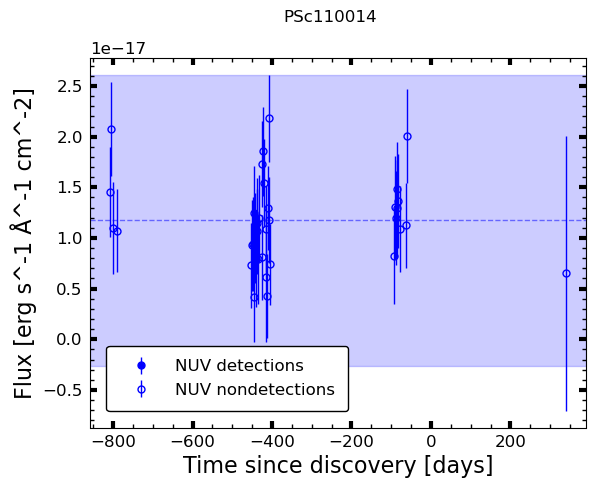 PSc110014
1e−17
2.5
2.0
1.5
1.0
0.5
0.0
−0.5
Flux [erg s^-1 Å^-1 cm^-2]
NUV detections
NUV nondetections
−800 −600 −400 −200 0 200
Time since discovery [days]